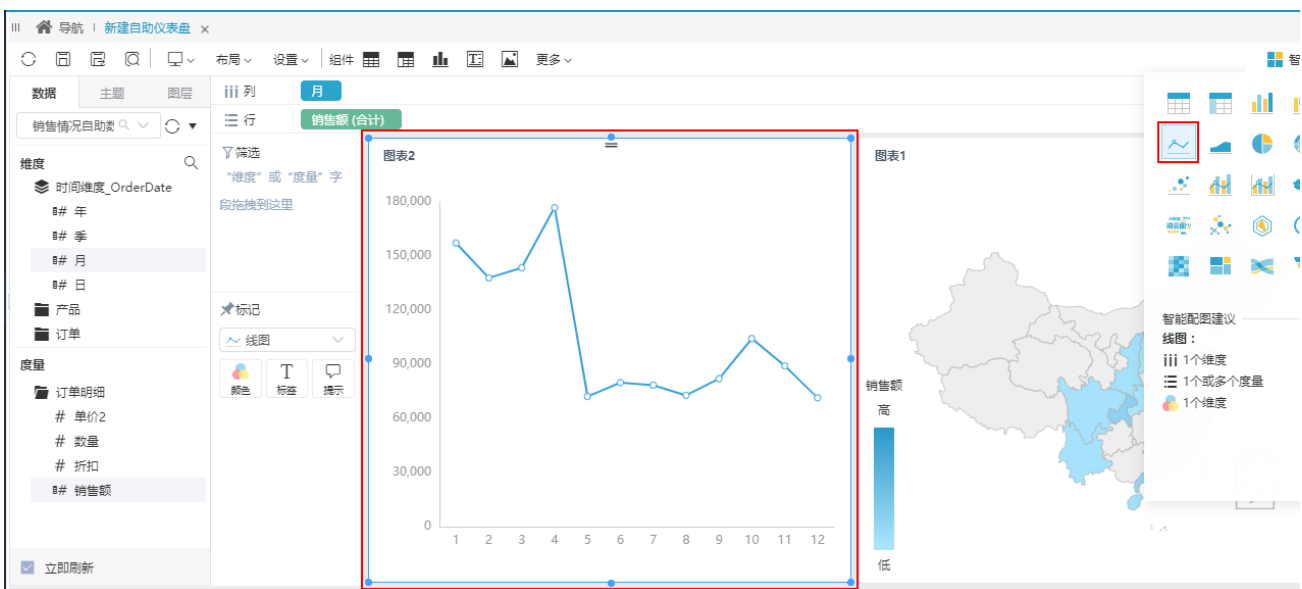 导航 新建自助仪表盘 ×
布局 设置 组件 更多 智
数据 主题 图层
销售情况自助数
维度
时间维度_OrderDate
# 年
# 季
# 月
# 日
产品
订单
度量
订单明细
# 单价2
# 数量
# 折扣
# 销售额
立即刷新
列 月
行 销售额 (合计)
筛选
“维度”或“度量”字
段拖拽到这里
标记
线图
颜色 标签 提示
图表2
180,000
150,000
120,000
90,000
60,000
30,000
0
1 2 3 4 5 6 7 8 9 10 11 12
图表1
销售额
高
低
智能配图建议
线图：
1个维度
1个或多个度量
1个维度